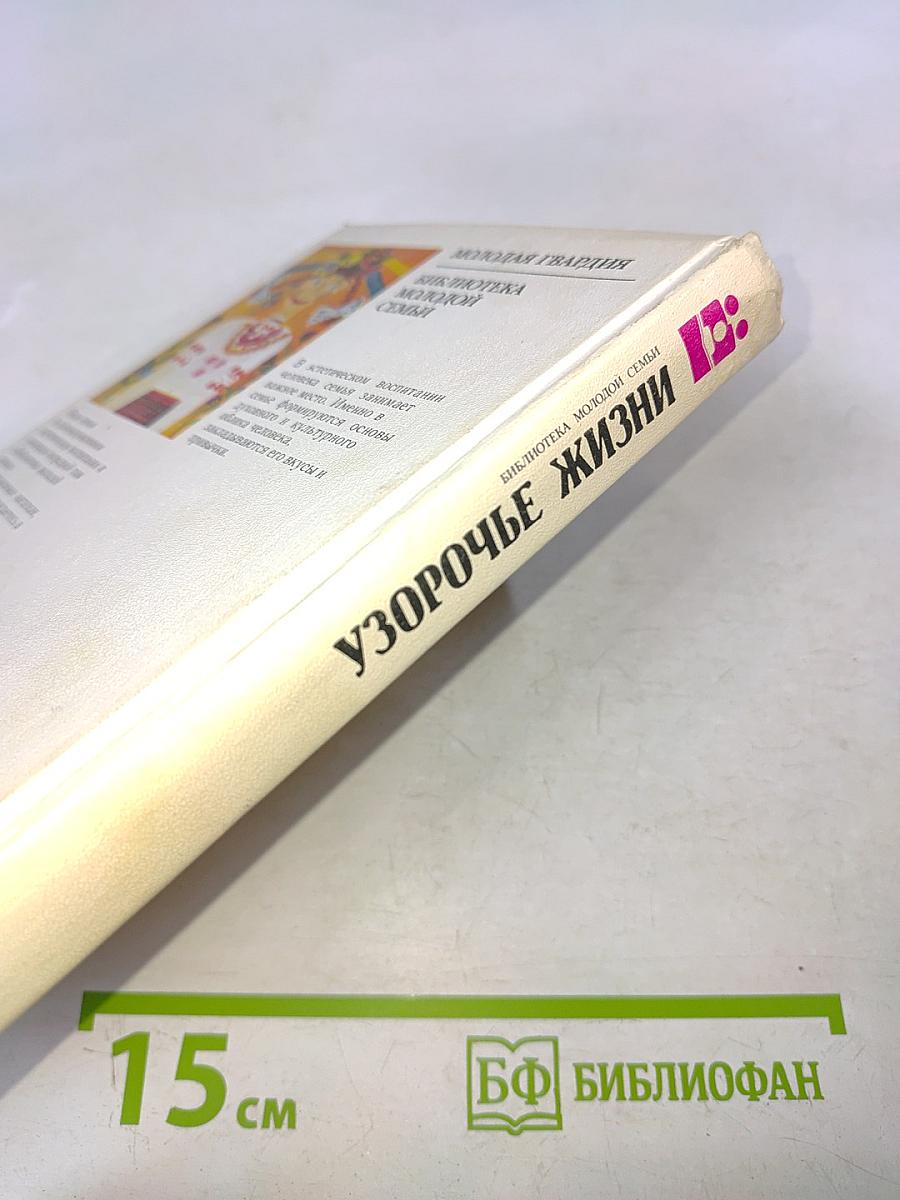 МОЛОДАЯ ГВАРДИЯ
БИБЛИОТЕКА
МОЛОДОЙ
СЕМЬИ
В эстетическом воспитании
человека семья занимает
важное место. Именно в
семье формируются основы
духовного и культурного
облика человека,
закладываются его вкусы и
привычки.
БИБЛИОТЕКА МОЛОДОЙ СЕМЬИ
УЗОРОЧЬЕ ЖИЗНИ
15 см
БФ БИБЛИОФАН